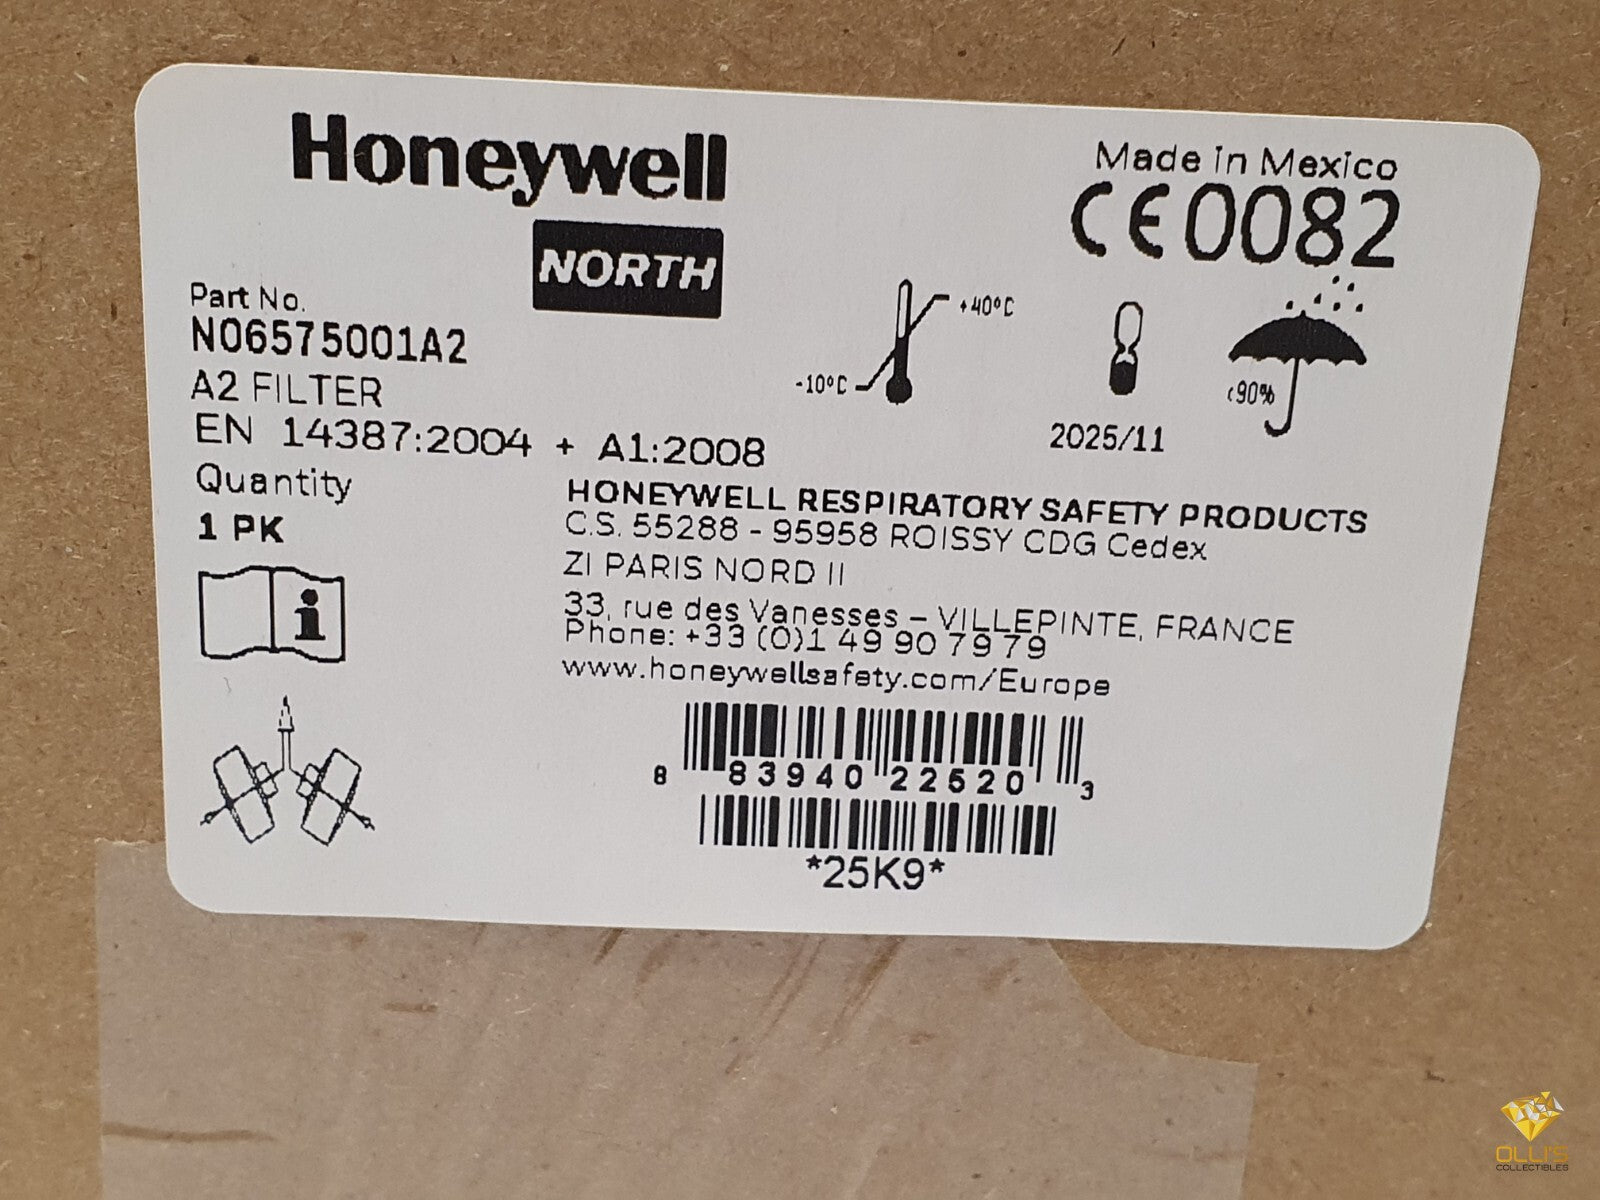 Honeywell
NORTH
Made in Mexico
CE0082
Part No.
N06575001A2
A2 FILTER
EN 14387:2004 + A1:2008
Quantity
1 PK
+40°C
-10°C
2025/11
<90%
HONEYWELL RESPIRATORY SAFETY PRODUCTS
C.S. 55288 - 95958 ROISSY CDG Cedex
ZI PARIS NORD II
33, rue des Vanesses – VILLEPINTE, FRANCE
Phone: +33 (0)1 49 90 79 79
www.honeywellsafety.com/Europe
i
8 83940 22520 3
*25K9*
OLLI'S
COLLECTIBLES